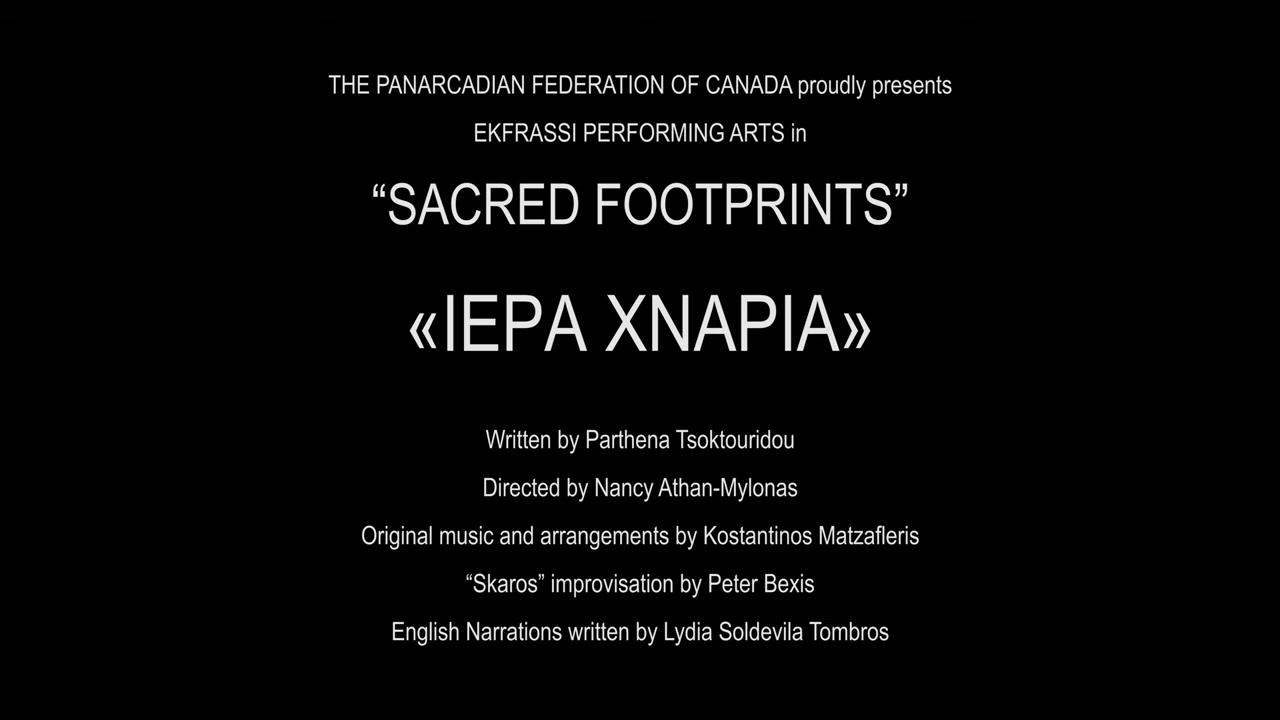 THE PANARCADIAN FEDERATION OF CANADA proudly presents
EKFRASSI PERFORMING ARTS in
“SACRED FOOTPRINTS”
«ΙΕΡΑ ΧΝΑΡΙΑ»
Written by Parthena Tsoktouridou
Directed by Nancy Athan-Mylonas
Original music and arrangements by Kostantinos Matzafleris
“Skaros” improvisation by Peter Bexis
English Narrations written by Lydia Soldevila Tombros